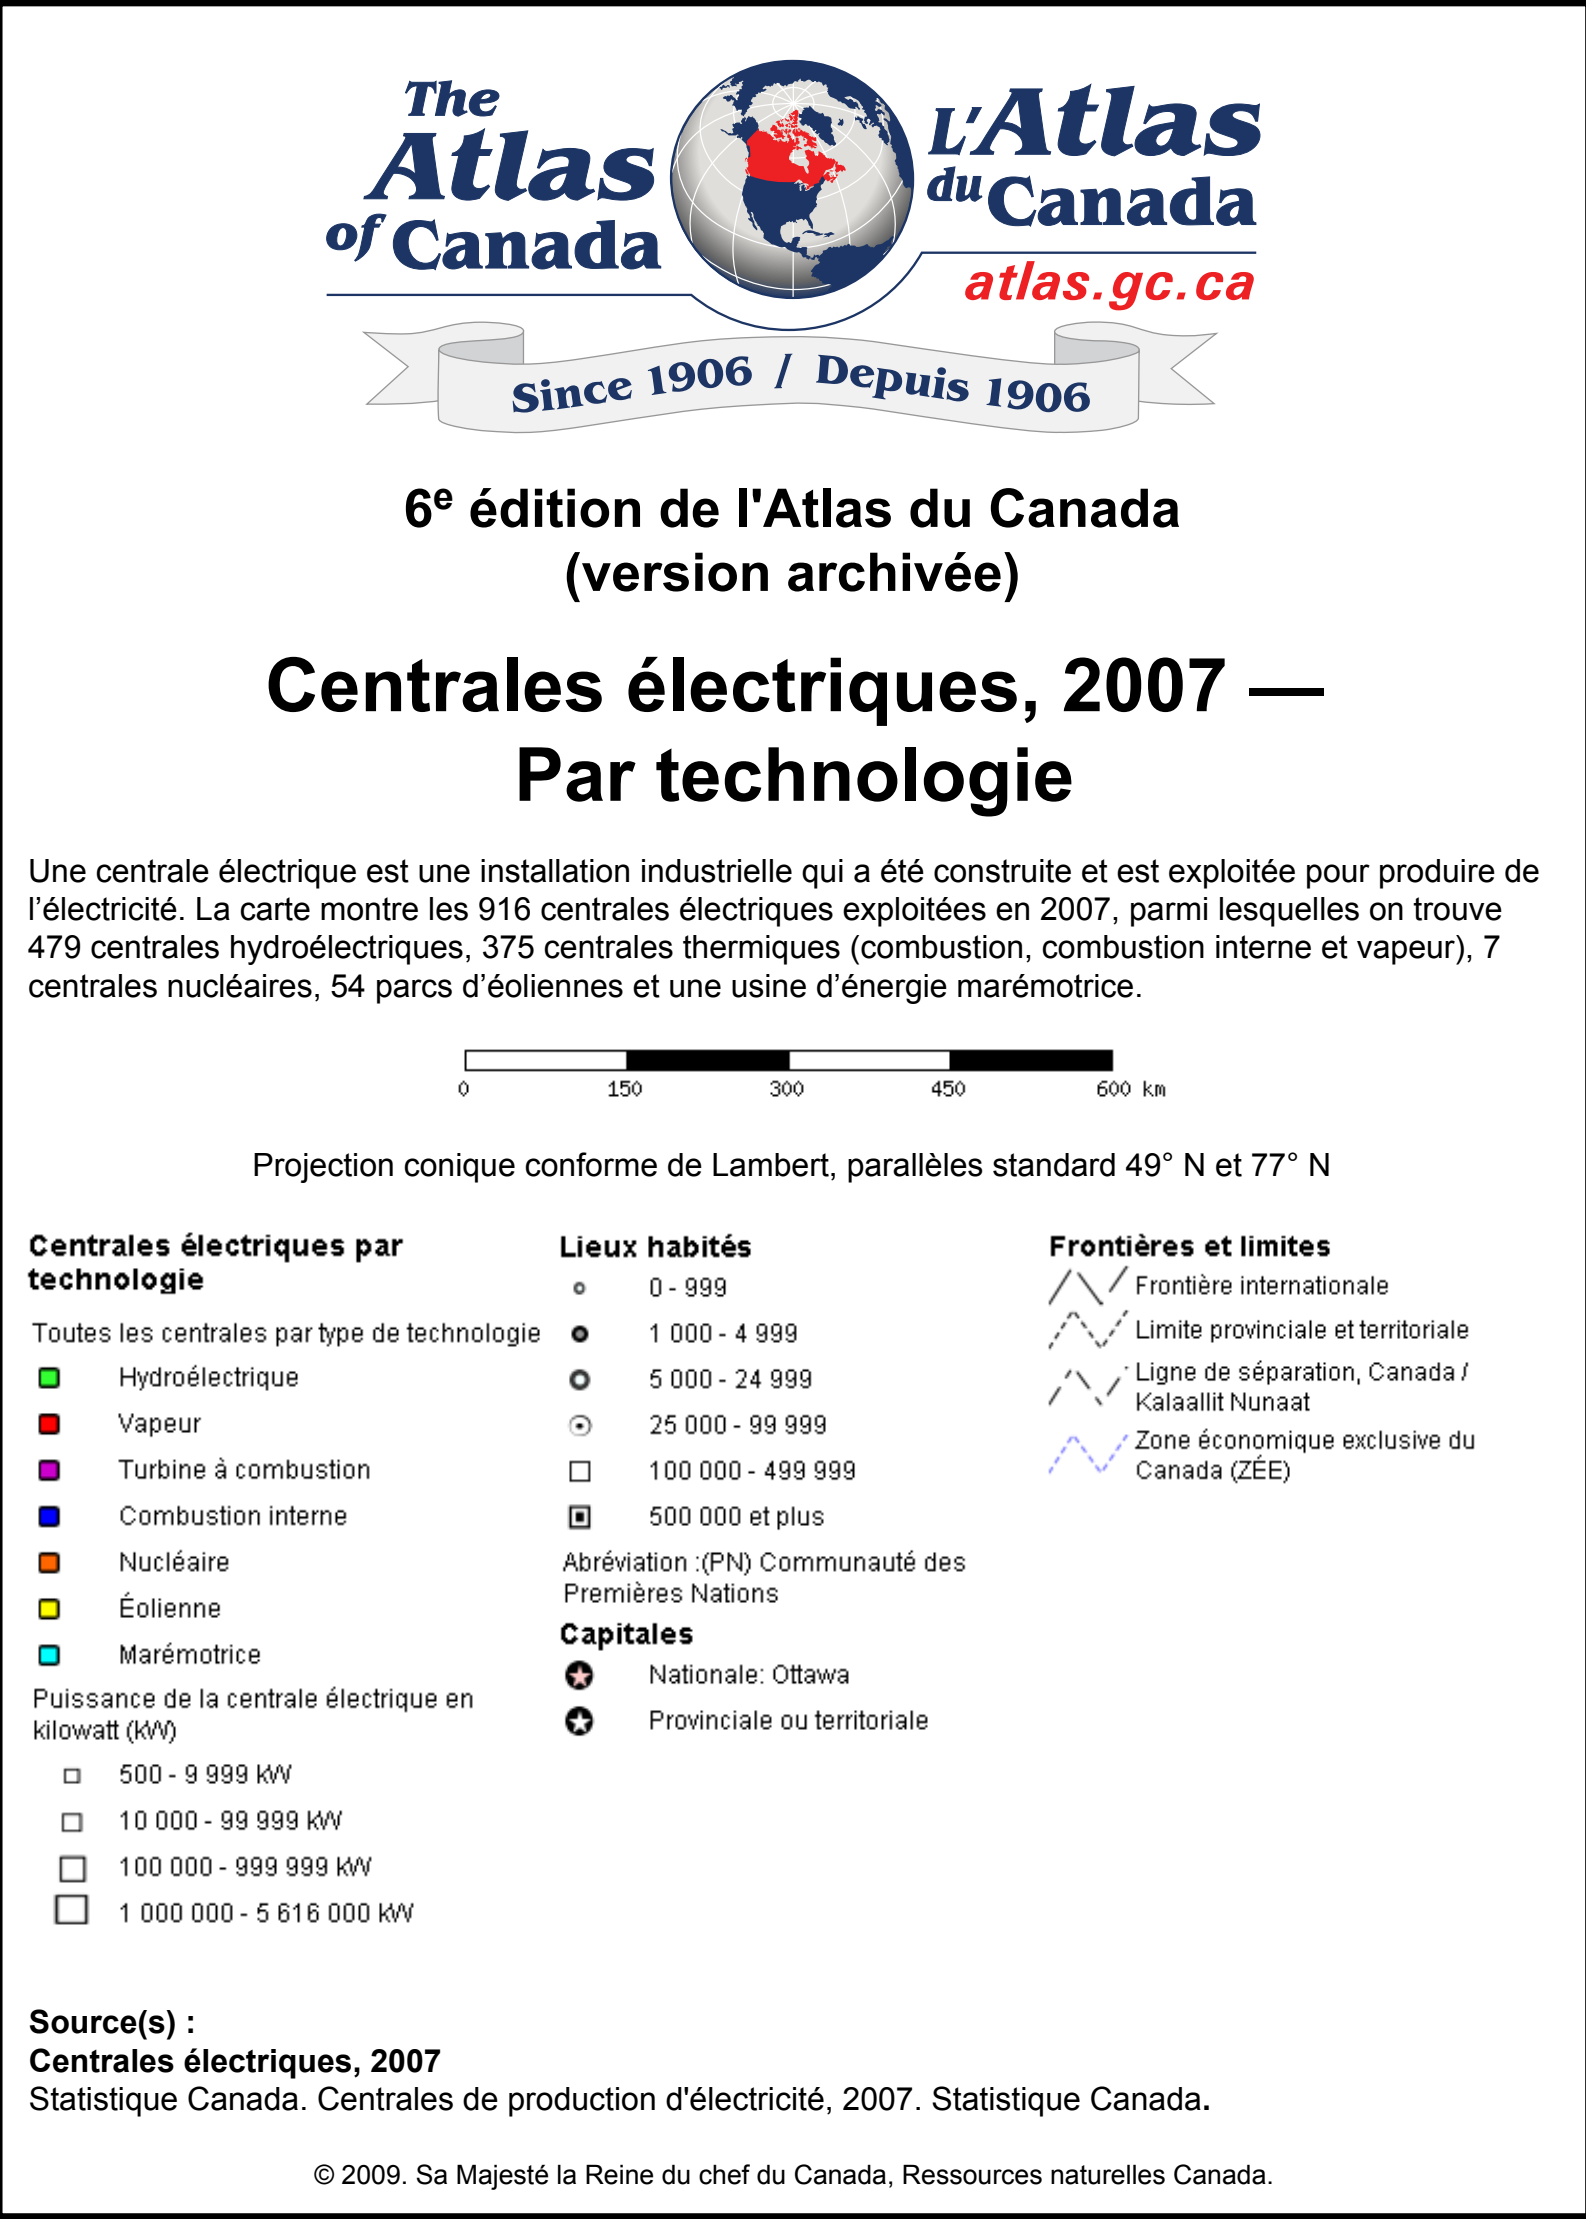 The
Atlas
of Canada
L'Atlas
du Canada
atlas.gc.ca
Since 1906 / Depuis 1906
6e édition de l'Atlas du Canada
(version archivée)
Centrales électriques, 2007 —
Par technologie
Une centrale électrique est une installation industrielle qui a été construite et est exploitée pour produire de
l’électricité. La carte montre les 916 centrales électriques exploitées en 2007, parmi lesquelles on trouve
479 centrales hydroélectriques, 375 centrales thermiques (combustion, combustion interne et vapeur), 7
centrales nucléaires, 54 parcs d’éoliennes et une usine d’énergie marémotrice.
0 150 300 450 600 km
Projection conique conforme de Lambert, parallèles standard 49° N et 77° N
Centrales électriques par
technologie
Toutes les centrales par type de technologie
Hydroélectrique
Vapeur
Turbine à combustion
Combustion interne
Nucléaire
Éolienne
Marémotrice
Puissance de la centrale électrique en
kilowatt (kW)
500 - 9 999 kW
10 000 - 99 999 kW
100 000 - 999 999 kW
1 000 000 - 5 616 000 kW
Lieux habités
0 - 999
1 000 - 4 999
5 000 - 24 999
25 000 - 99 999
100 000 - 499 999
500 000 et plus
Abréviation :(PN) Communauté des
Premières Nations
Capitales
Nationale: Ottawa
Provinciale ou territoriale
Frontières et limites
Frontière internationale
Limite provinciale et territoriale
Ligne de séparation, Canada /
Kalaallit Nunaat
Zone économique exclusive du
Canada (ZÉE)
Source(s) :
Centrales électriques, 2007
Statistique Canada. Centrales de production d'électricité, 2007. Statistique Canada.
© 2009. Sa Majesté la Reine du chef du Canada, Ressources naturelles Canada.